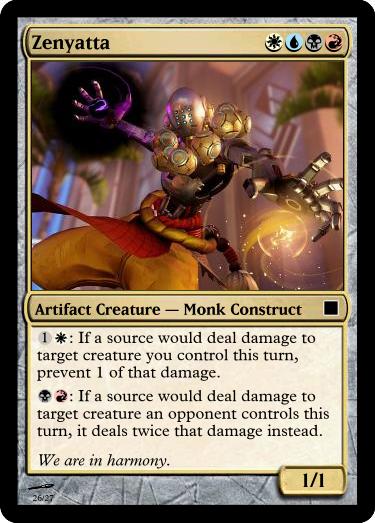 Zenyatta
Artifact Creature — Monk Construct
1 : If a source would deal damage to
target creature you control this turn,
prevent 1 of that damage.
: If a source would deal damage to
target creature an opponent controls this
turn, it deals twice that damage instead.
We are in harmony.
1/1
26/27